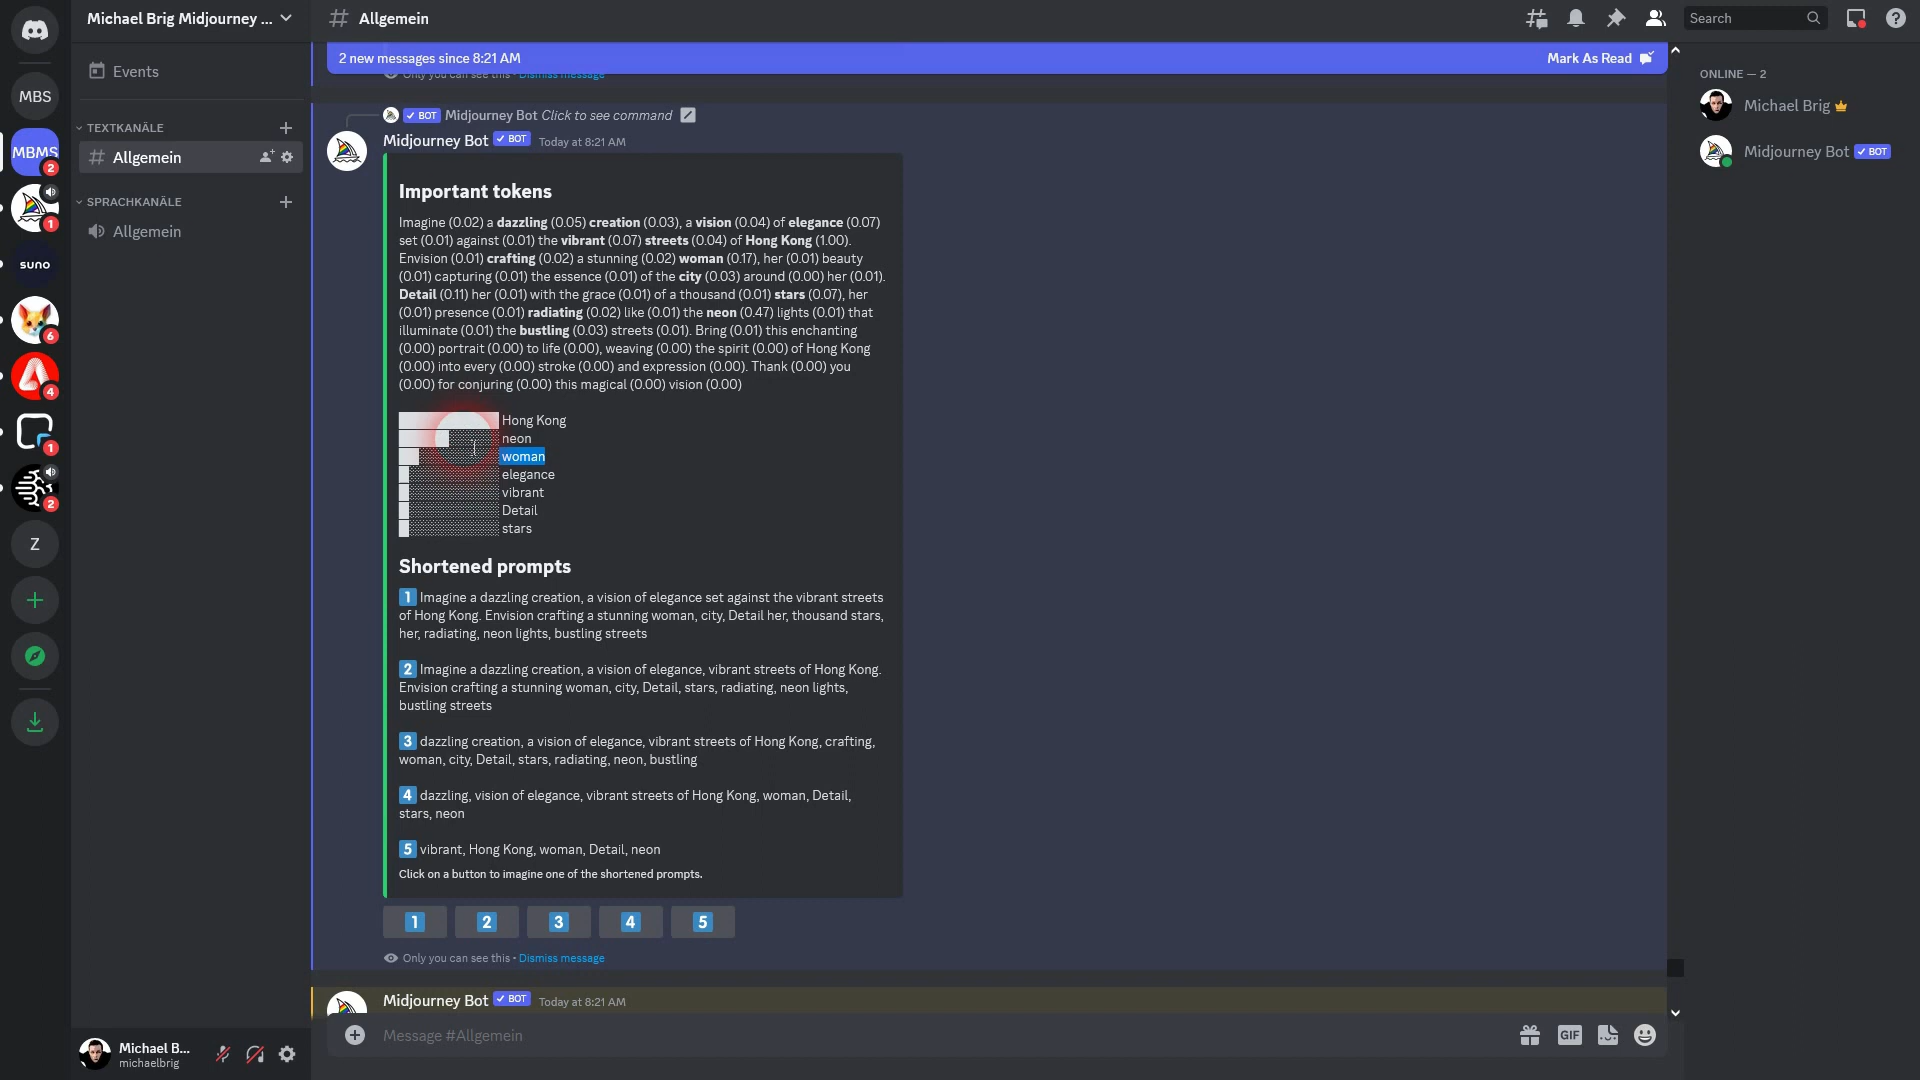 Michael Brig Midjourney ...
Allgemein
Search
2 new messages since 8:21 AM
Mark As Read
Only you can see this • Dismiss message
MBS
Events
ONLINE — 2
Michael Brig
Midjourney Bot
BOT
TEXTKANÄLE
Allgemein
MBMS
2
SPRACHKANÄLE
Allgemein
1
suno
6
4
1
2
Z
BOT Midjourney Bot Click to see command
Midjourney Bot BOT Today at 8:21 AM
Important tokens
Imagine (0.02) a dazzling (0.05) creation (0.03), a vision (0.04) of elegance (0.07)
set (0.01) against (0.01) the vibrant (0.07) streets (0.04) of Hong Kong (1.00).
Envision (0.01) crafting (0.02) a stunning (0.02) woman (0.17), her (0.01) beauty
(0.01) capturing (0.01) the essence (0.01) of the city (0.03) around (0.00) her (0.01).
Detail (0.11) her (0.01) with the grace (0.01) of a thousand (0.01) stars (0.07), her
(0.01) presence (0.01) radiating (0.02) like (0.01) the neon (0.47) lights (0.01) that
illuminate (0.01) the bustling (0.03) streets (0.01). Bring (0.01) this enchanting
(0.00) portrait (0.00) to life (0.00), weaving (0.00) the spirit (0.00) of Hong Kong
(0.00) into every (0.00) stroke (0.00) and expression (0.00). Thank (0.00) you
(0.00) for conjuring (0.00) this magical (0.00) vision (0.00)
Hong Kong
neon
woman
elegance
vibrant
Detail
stars
Shortened prompts
1 Imagine a dazzling creation, a vision of elegance set against the vibrant streets
of Hong Kong. Envision crafting a stunning woman, city, Detail her, thousand stars,
her, radiating, neon lights, bustling streets
2 Imagine a dazzling creation, a vision of elegance, vibrant streets of Hong Kong.
Envision crafting a stunning woman, city, Detail, stars, radiating, neon lights,
bustling streets
3 dazzling creation, a vision of elegance, vibrant streets of Hong Kong, crafting,
woman, city, Detail, stars, radiating, neon, bustling
4 dazzling, vision of elegance, vibrant streets of Hong Kong, woman, Detail,
stars, neon
5 vibrant, Hong Kong, woman, Detail, neon
Click on a button to imagine one of the shortened prompts.
1 2 3 4 5
Only you can see this • Dismiss message
Midjourney Bot BOT Today at 8:21 AM
Message #Allgemein
GIF
Michael B...
michaelbrig